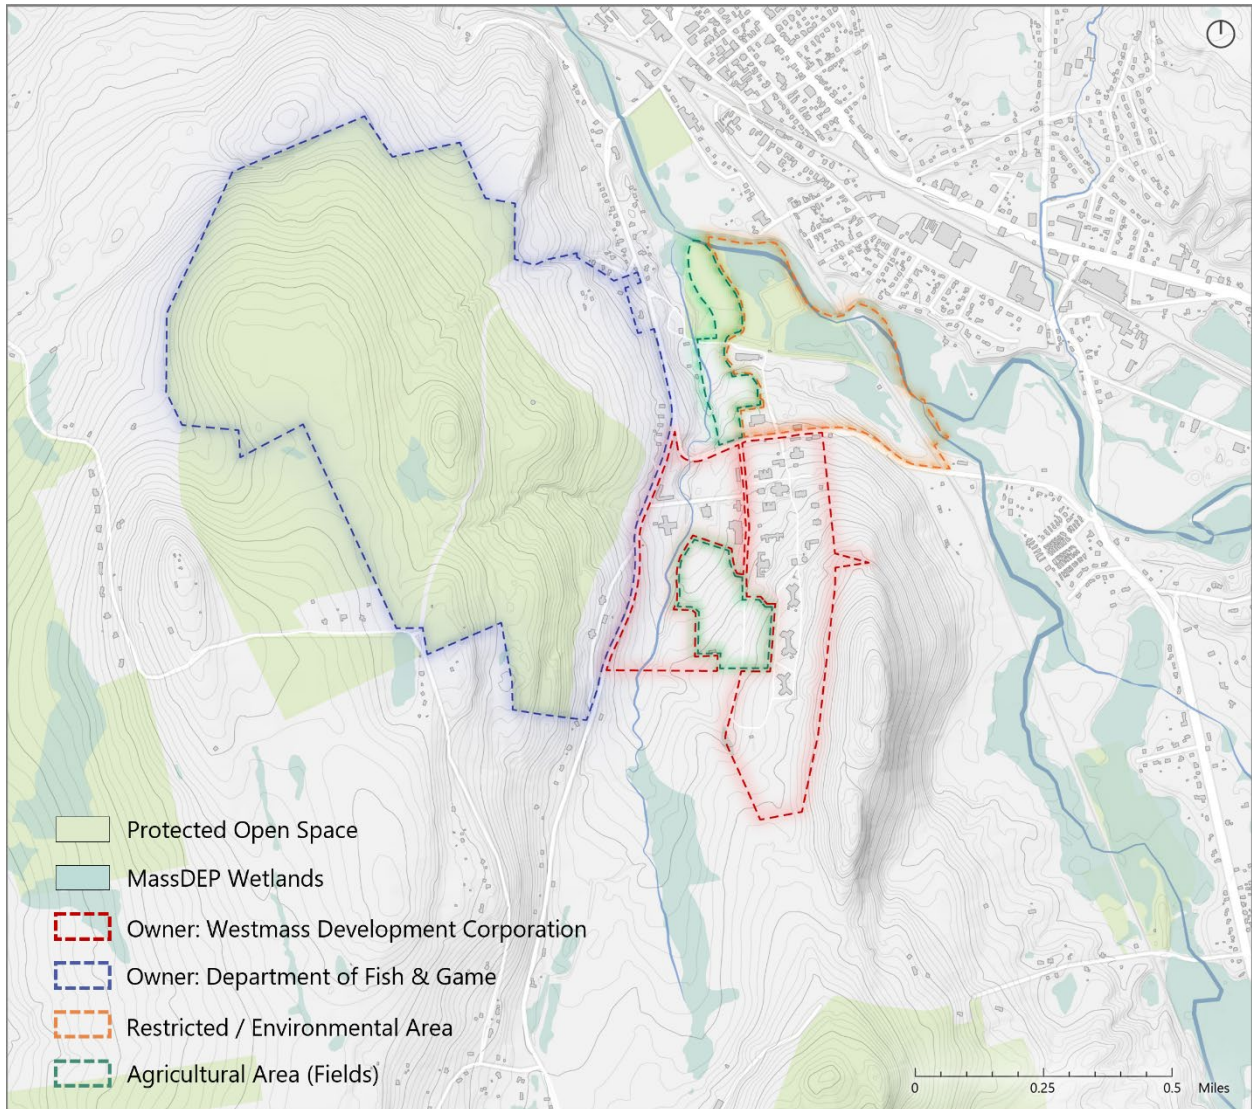 Protected Open Space
MassDEP Wetlands
Owner: Westmass Development Corporation
Owner: Department of Fish & Game
Restricted / Environmental Area
Agricultural Area (Fields)
0 0.25 0.5 Miles